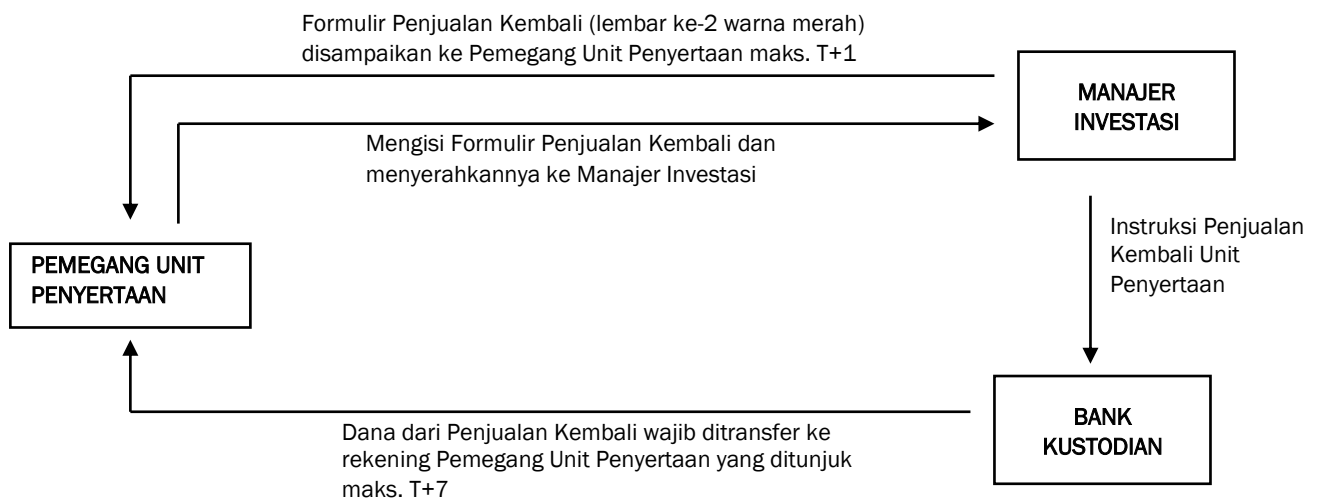 Formulir Penjualan Kembali (lembar ke-2 warna merah)
disampaikan ke Pemegang Unit Penyertaan maks. T+1
MANAJER
INVESTASI
Mengisi Formulir Penjualan Kembali dan
menyerahkannya ke Manajer Investasi
Instruksi Penjualan
Kembali Unit
Penyertaan
PEMEGANG UNIT
PENYERTAAN
BANK
KUSTODIAN
Dana dari Penjualan Kembali wajib ditransfer ke
rekening Pemegang Unit Penyertaan yang ditunjuk
maks. T+7